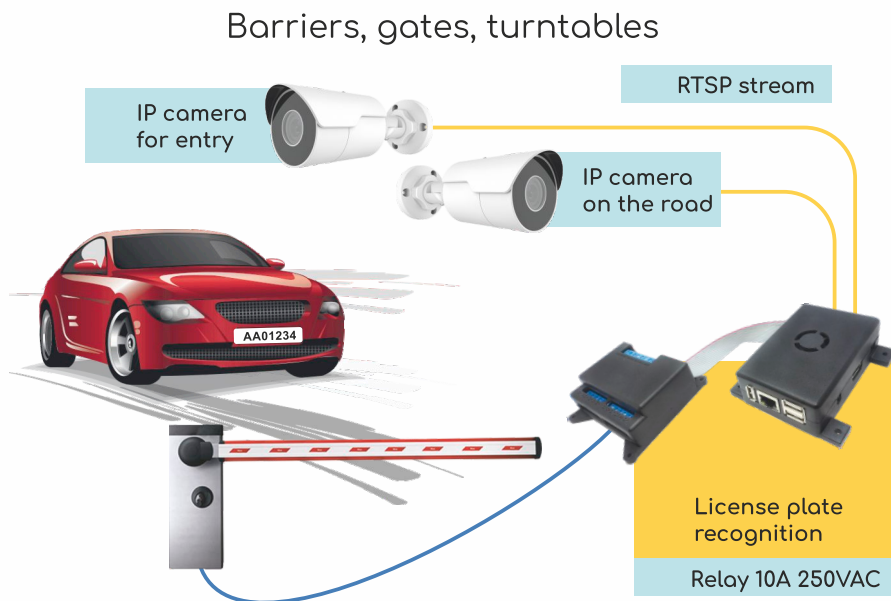 Barriers, gates, turntables
RTSP stream
IP camera
for entry
IP camera
on the road
AA01234
License plate
recognition
Relay 10A 250VAC